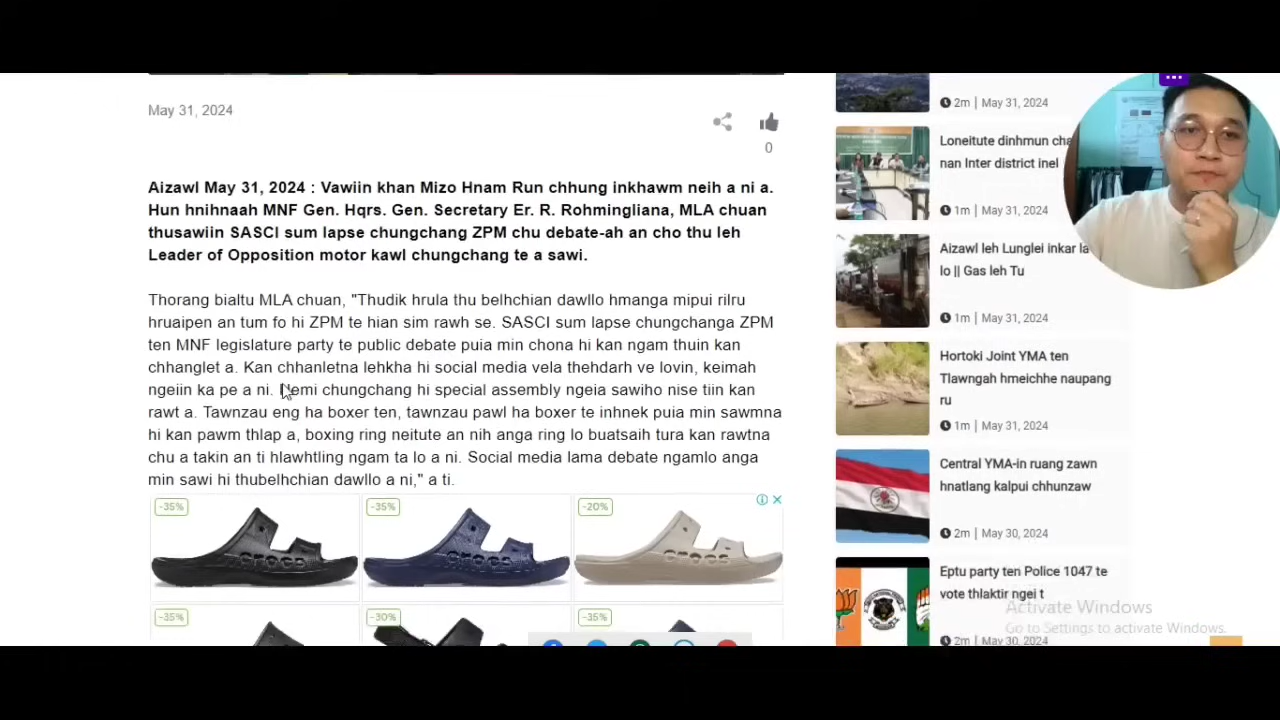 May 31, 2024
0
Aizawl May 31, 2024 : Vawiin khan Mizo Hnam Run chhung inkhawm neih a ni a.
Hun hnihnaah MNF Gen. Hqrs. Gen. Secretary Er. R. Rohmingliana, MLA chuan
thusawiin SASCI sum lapse chungchang ZPM chu debate-ah an cho thu leh
Leader of Opposition motor kawl chungchang te a sawi.
Thorang bialtu MLA chuan, "Thudik hrula thu belhchian dawllo hmanga mipui rilru
hruaipen an tum fo hi ZPM te hian sim rawh se. SASCI sum lapse chungchanga ZPM
ten MNF legislature party te public debate puia min chona hi kan ngam thuin kan
chhanglet a. Kan chhanletna lehkha hi social media vela thehdarh ve lovin, keimah
ngeiin ka pe a ni. Hemi chungchang hi special assembly ngeia sawiho nise tiin kan
rawt a. Tawnzau eng ha boxer ten, tawnzau pawl ha boxer te inhnek puia min sawmna
hi kan pawm thlap a, boxing ring neitute an nih anga ring lo buatsaih tura kan rawtna
chu a takin an ti hlawhtling ngam ta lo a ni. Social media lama debate ngamlo anga
min sawi hi thubelhchian dawllo a ni," a ti.
-35%
-35%
-20%
crocs
crocs
crocs
-35%
-30%
-35%
2m | May 31, 2024
Loneitute dinhmun cha
nan Inter district inel
1m | May 31, 2024
Aizawl leh Lunglei inkar la
lo || Gas leh Tu
1m | May 31, 2024
Hortoki Joint YMA ten
Tlawngah hmeichhe naupang
ru
1m | May 31, 2024
Central YMA-in ruang zawn
hnatlang kalpui chhunzaw
2m | May 30, 2024
Eptu party ten Police 1047 te
vote thlaktir ngei t
2m | May 30, 2024
Activate Windows
Go to Settings to activate Windows.